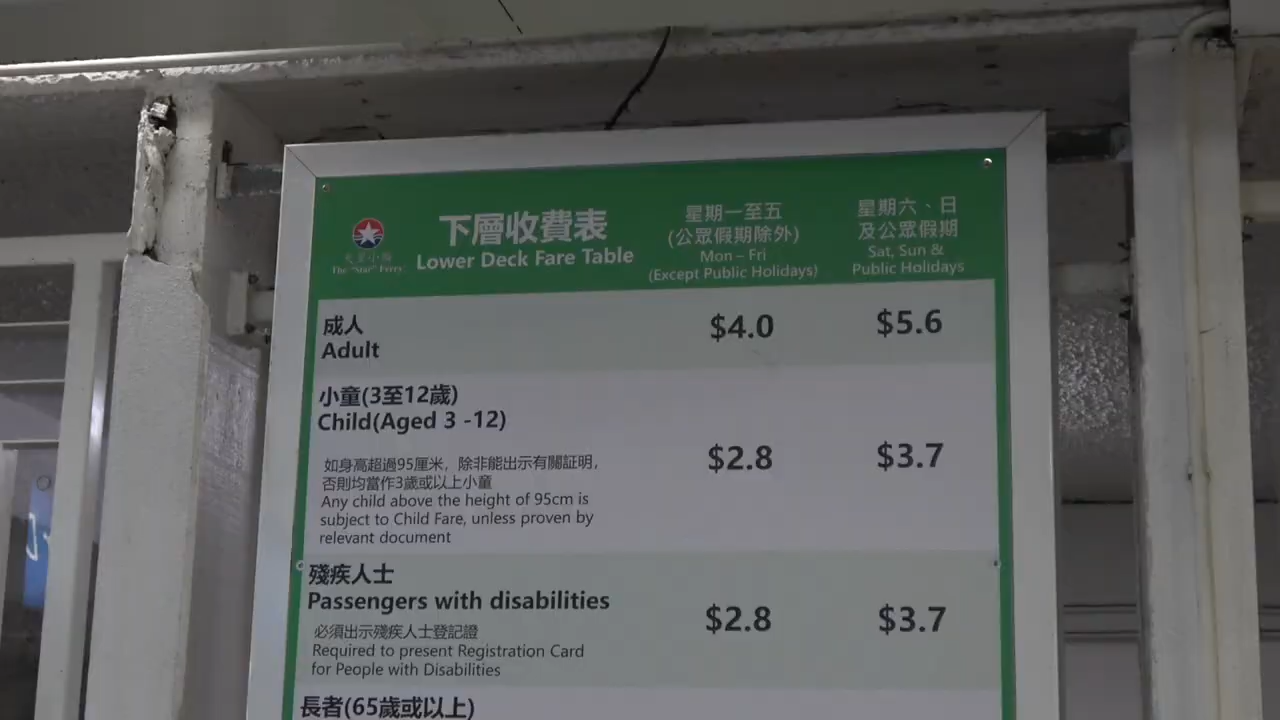 天星小輪
The "Star" Ferry
下層收費表
Lower Deck Fare Table
星期一至五
(公眾假期除外)
Mon – Fri
(Except Public Holidays)
星期六、日
及公眾假期
Sat, Sun &
Public Holidays
成人
Adult
$4.0
$5.6
小童(3至12歲)
Child(Aged 3 -12)
如身高超過95厘米，除非能出示有關証明，
否則均當作3歲或以上小童
Any child above the height of 95cm is
subject to Child Fare, unless proven by
relevant document
$2.8
$3.7
殘疾人士
Passengers with disabilities
必須出示殘疾人士登記證
Required to present Registration Card
for People with Disabilities
$2.8
$3.7
長者(65歲或以上)